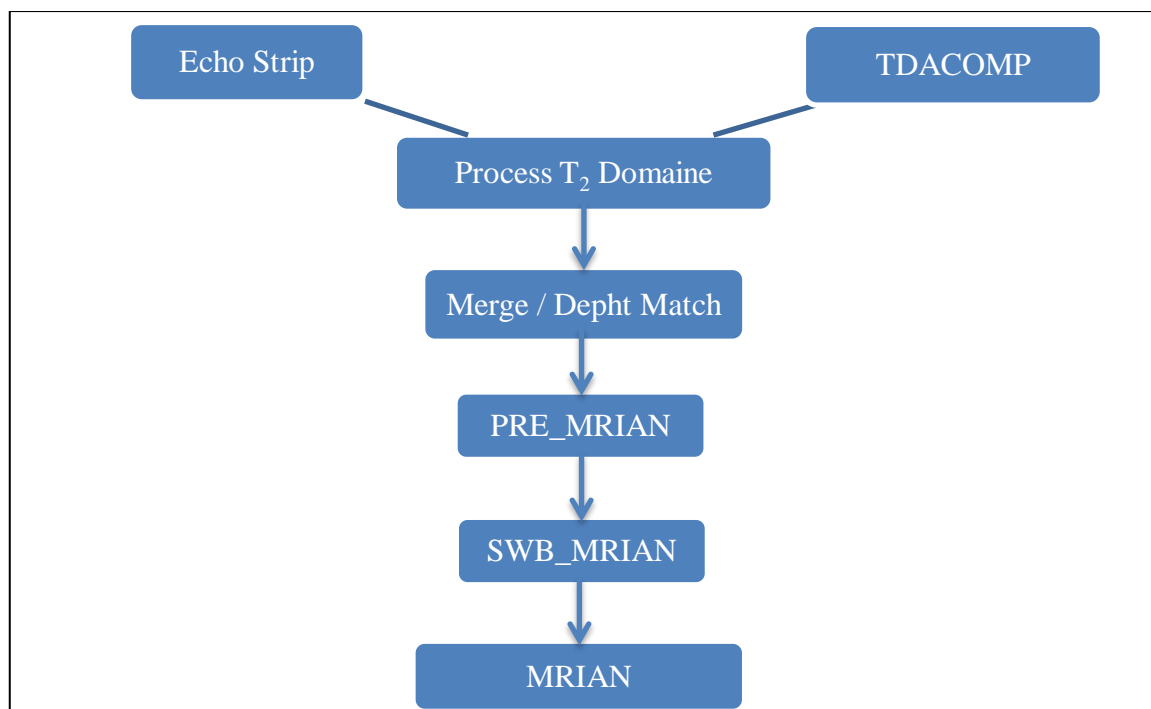 Echo Strip
TDACOMP
Process T₂ Domaine
Merge / Depht Match
PRE_MRIAN
SWB_MRIAN
MRIAN